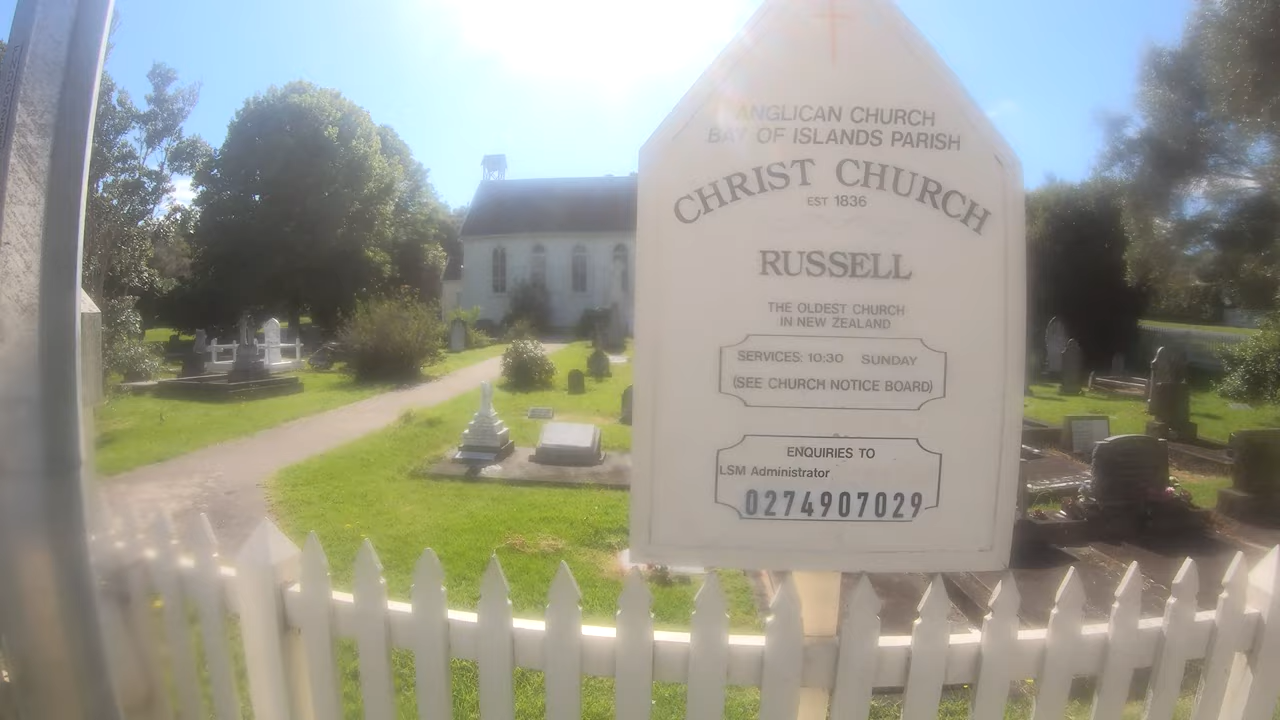 ANGLICAN CHURCH
BAY OF ISLANDS PARISH
CHRIST CHURCH
EST 1836
RUSSELL
THE OLDEST CHURCH
IN NEW ZEALAND
SERVICES: 10:30 SUNDAY
(SEE CHURCH NOTICE BOARD)
ENQUIRIES TO
LSM Administrator
0274907029